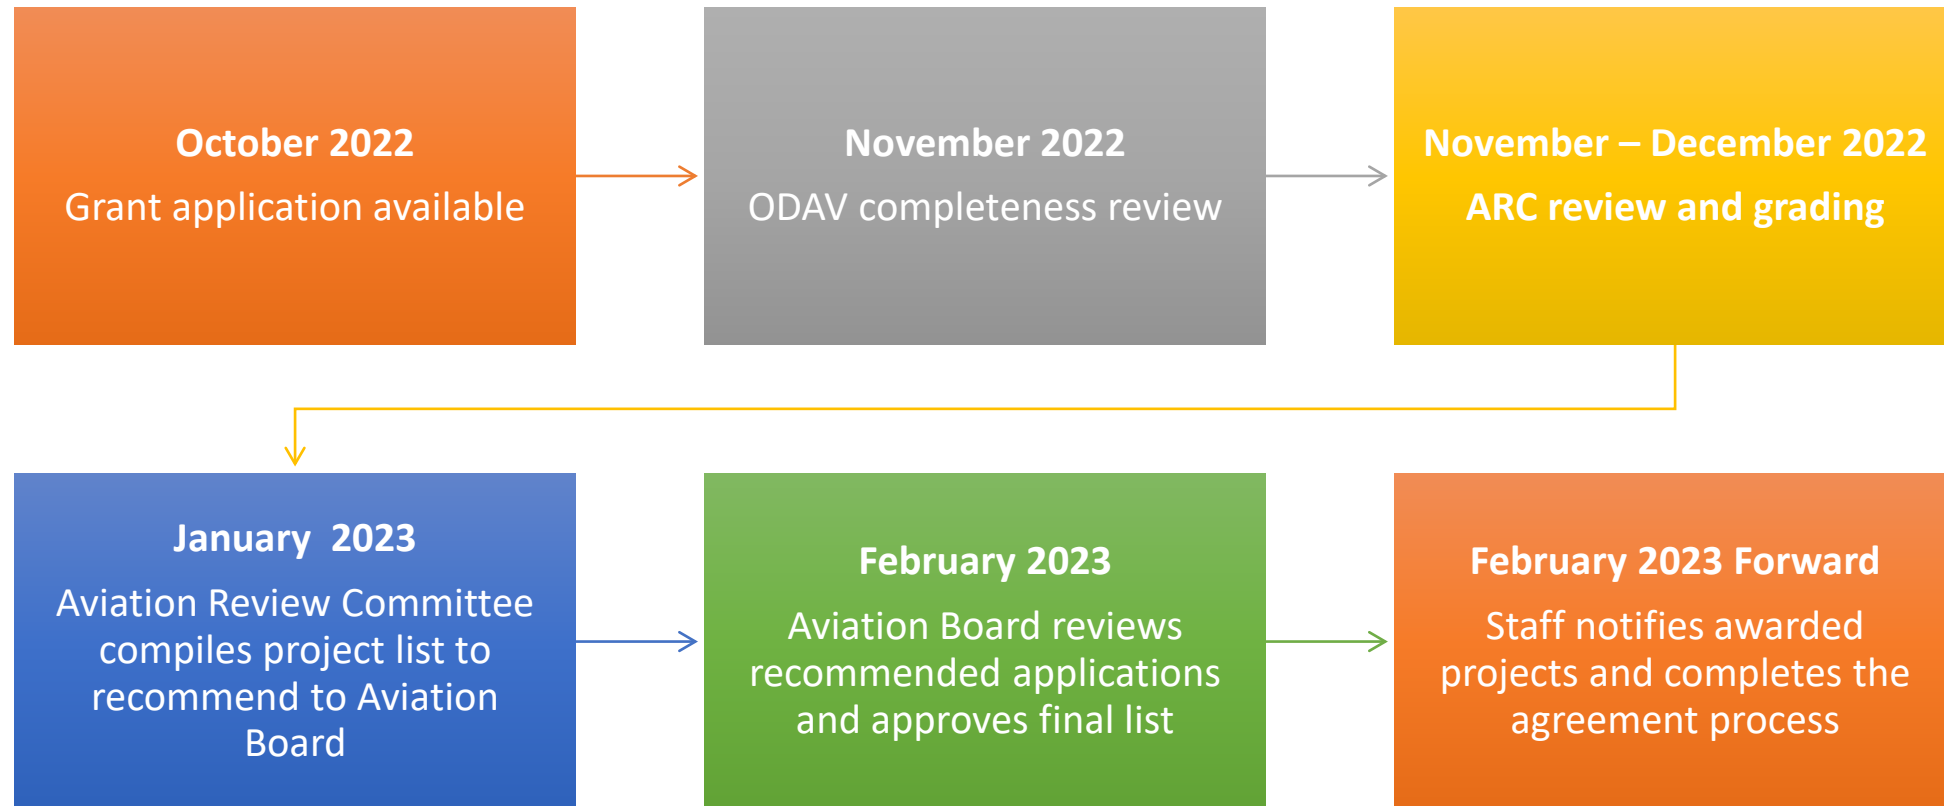 October 2022
Grant application available
November 2022
ODAV completeness review
November – December 2022
ARC review and grading
January  2023
Aviation Review Committee
compiles project list to
recommend to Aviation
Board
February 2023
Aviation Board reviews
recommended applications
and approves final list
February 2023 Forward
Staff notifies awarded
projects and completes the
agreement process